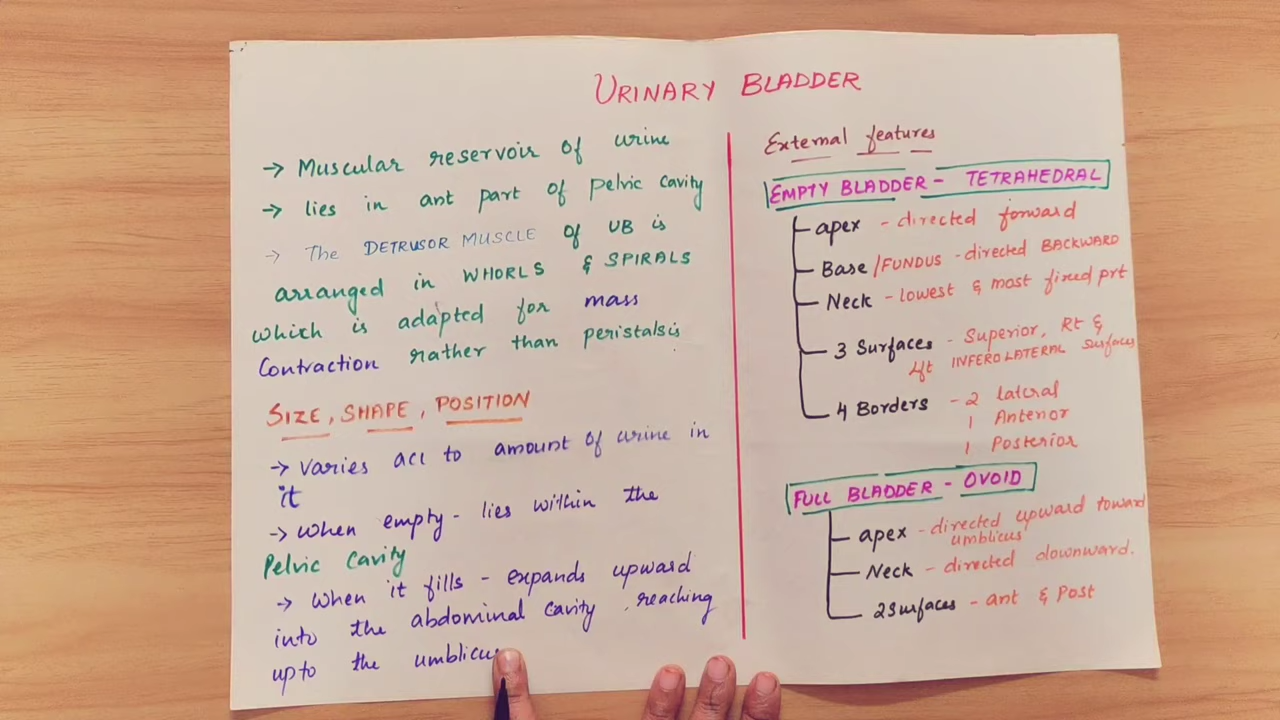 URINARY BLADDER
→ Muscular reservoir of urine
→ lies in ant part of pelvic cavity
→ The DETRUSOR MUSCLE of UB is
arranged in WHORLS & SPIRALS
which is adapted for mass
Contraction rather than peristalsis
SIZE, SHAPE, POSITION
→ varies acc to amount of urine in
it
→ when empty - lies within the
Pelvic cavity
→ when it fills - expands upward
into the abdominal cavity, reaching
upto the umblicus
External features
EMPTY BLADDER - TETRAHEDRAL
apex - directed forward
Base/FUNDUS - directed BACKWARD
Neck - lowest & most fixed prt
3 Surfaces - Superior, Rt &
Lft INFEROLATERAL surfaces
4 Borders - 2 lateral
1 Anterior
1 Posterior
FULL BLADDER - OVOID
apex - directed upward toward
umblicus
Neck - directed downward.
2 Surfaces - ant & Post